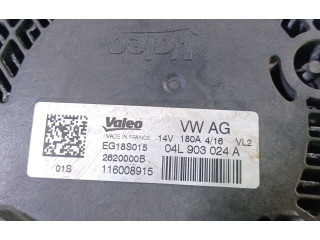 Valeo
Valeo VW AG
MADE IN FRANCE 14V 180A 4/16 VL2
EG18S015 04L 903 024 A
2620000B
01S 116008915